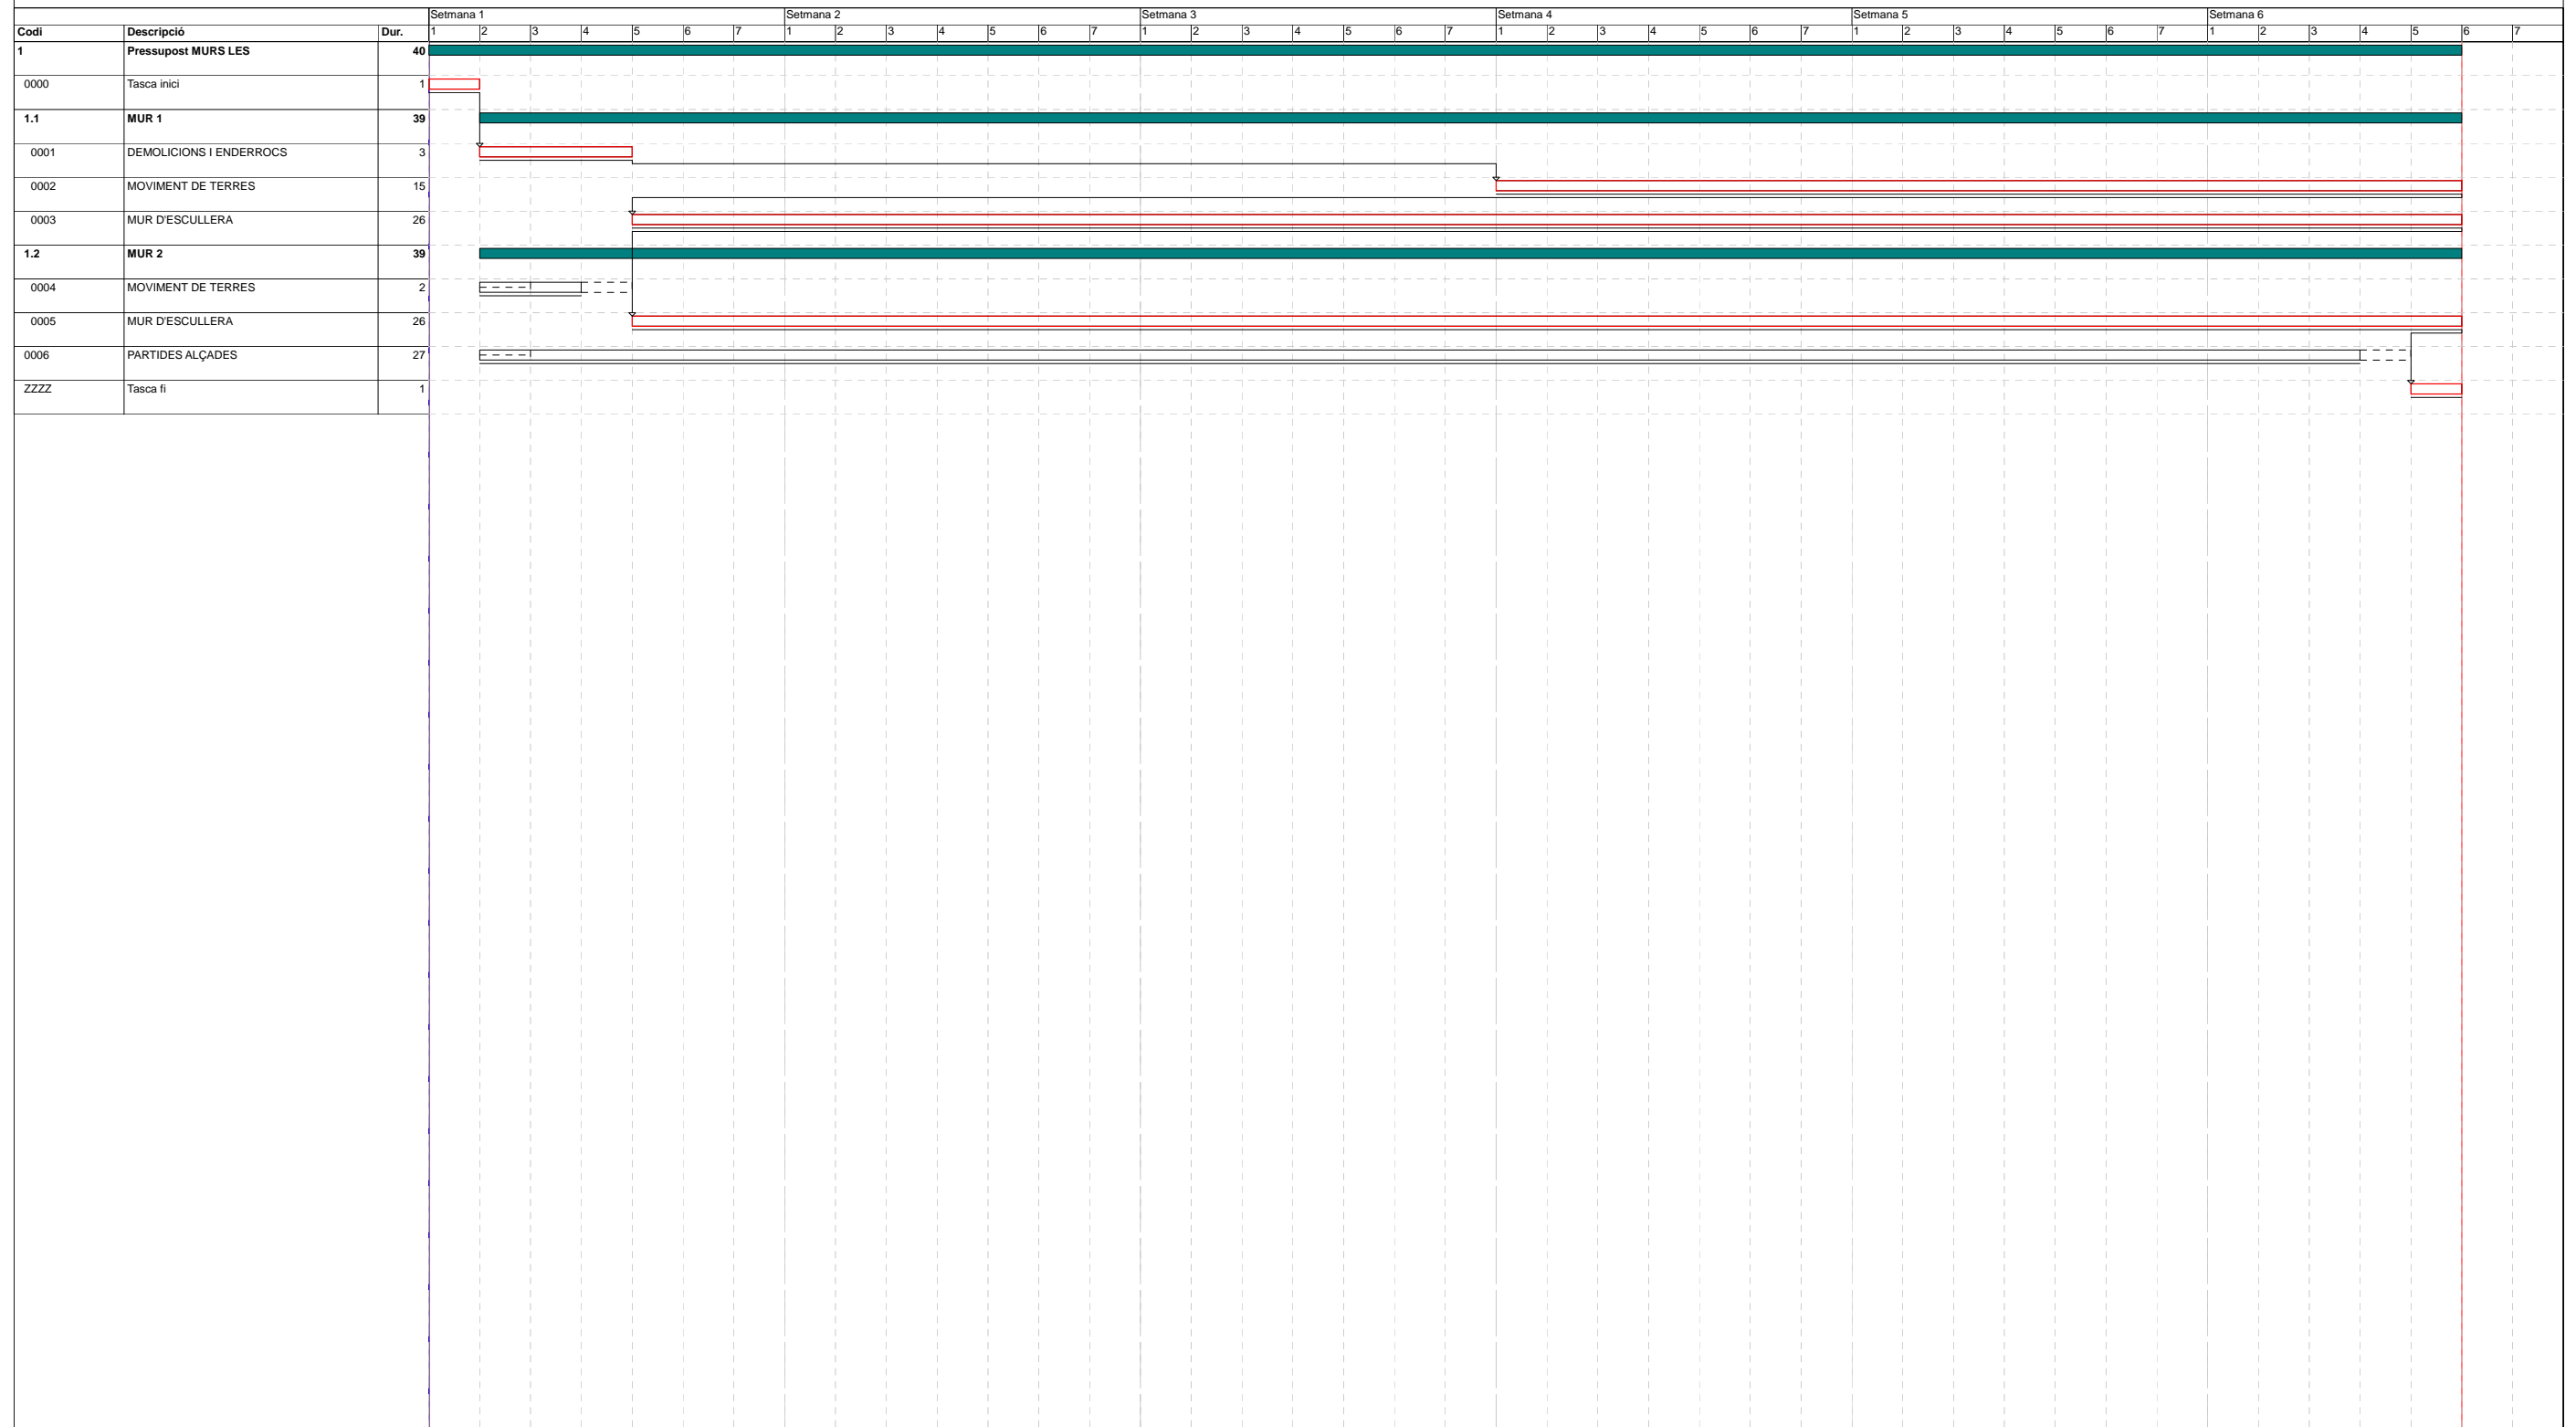 Setmana 1 Setmana 2 Setmana 3 Setmana 4 Setmana 5 Setmana 6
Codi Descripció Dur. 1 2 3 4 5 6 7 1 2 3 4 5 6 7 1 2 3 4 5 6 7 1 2 3 4 5 6 7 1 2 3 4 5 6 7 1 2 3 4 5 6 7
1 Pressupost MURS LES 40
0000 Tasca inici 1
1.1 MUR 1 39
0001 DEMOLICIONS I ENDERROCS 3
0002 MOVIMENT DE TERRES 15
0003 MUR D'ESCULLERA 26
1.2 MUR 2 39
0004 MOVIMENT DE TERRES 2
0005 MUR D'ESCULLERA 26
0006 PARTIDES ALÇADES 27
ZZZZ Tasca fi 1